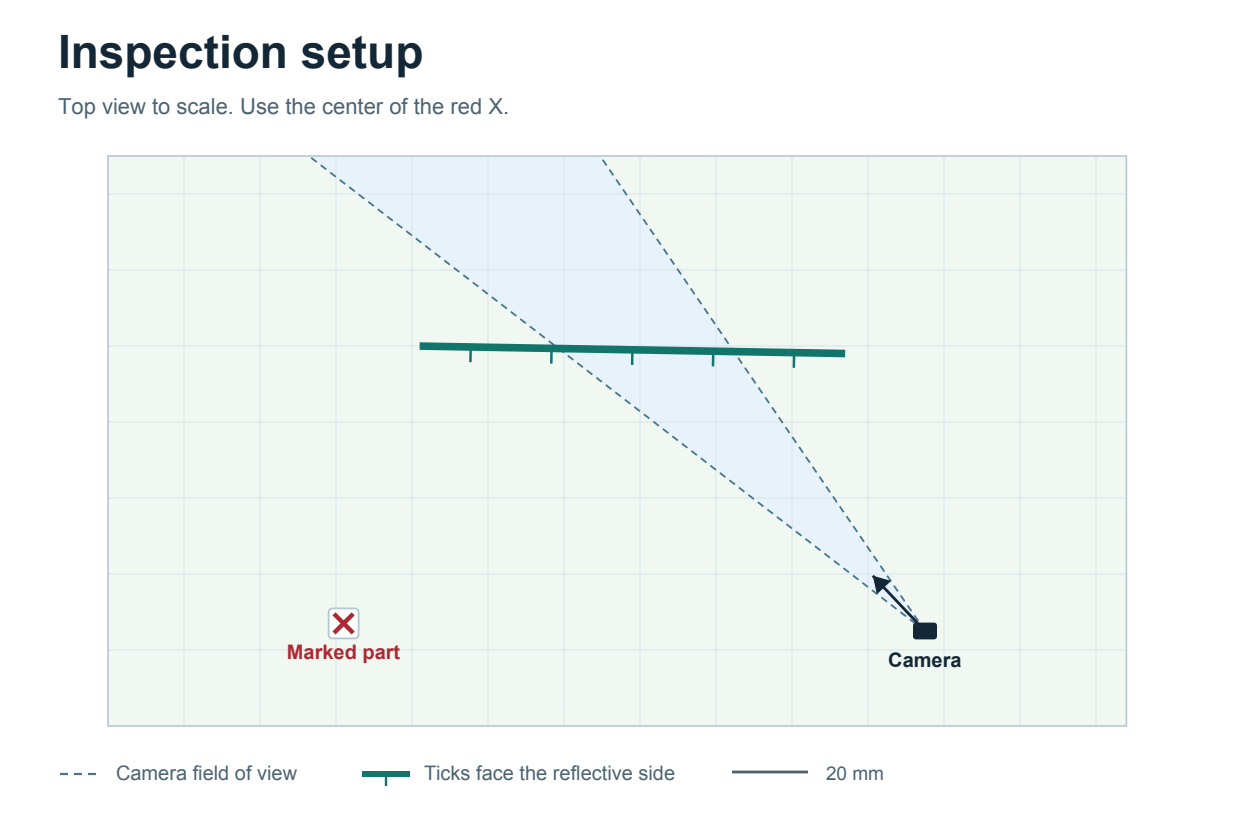 Inspection setup
Top view to scale. Use the center of the red X.
Marked part
Camera
Camera field of view
Ticks face the reflective side
20 mm